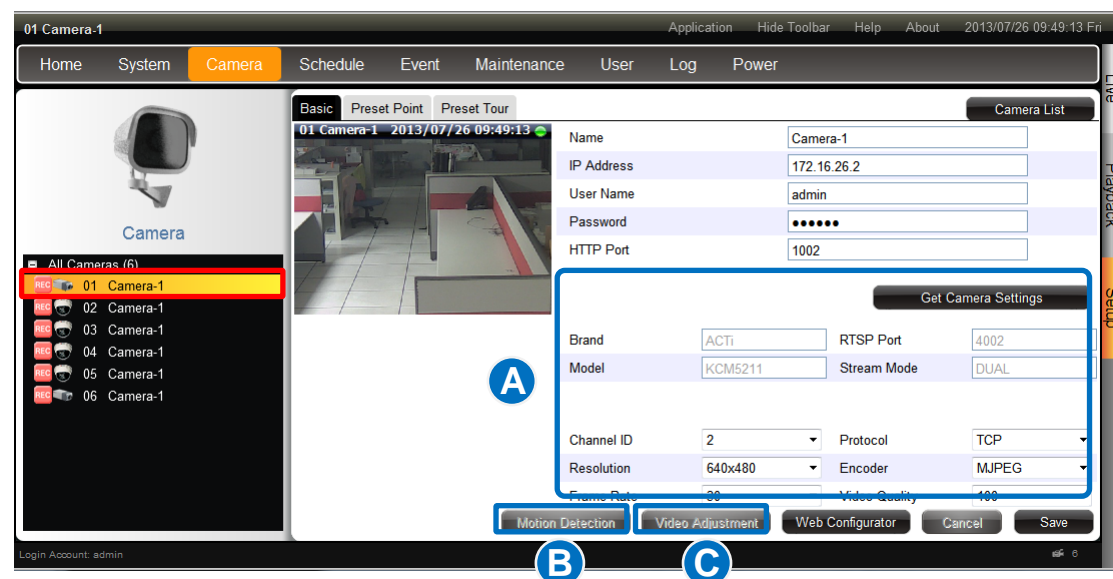 01 Camera-1 Application Hide Toolbar Help About 2013/07/26 09:49:13 Fri
Home System Camera Schedule Event Maintenance User Log Power
Live
Playback
Setup
Camera
All Cameras (6)
REC 01 Camera-1
REC 02 Camera-1
REC 03 Camera-1
REC 04 Camera-1
REC 05 Camera-1
REC 06 Camera-1
Basic Preset Point Preset Tour Camera List
01 Camera-1 2013/07/26 09:49:13
Name Camera-1
IP Address 172.16.26.2
User Name admin
Password ••••••
HTTP Port 1002
Get Camera Settings
Brand ACTi RTSP Port 4002
Model KCM5211 Stream Mode DUAL
A
Channel ID 2 Protocol TCP
Resolution 640x480 Encoder MJPEG
Frame Rate 30 Video Quality 100
Motion Detection Video Adjustment Web Configurator Cancel Save
B C
Login Account: admin 6